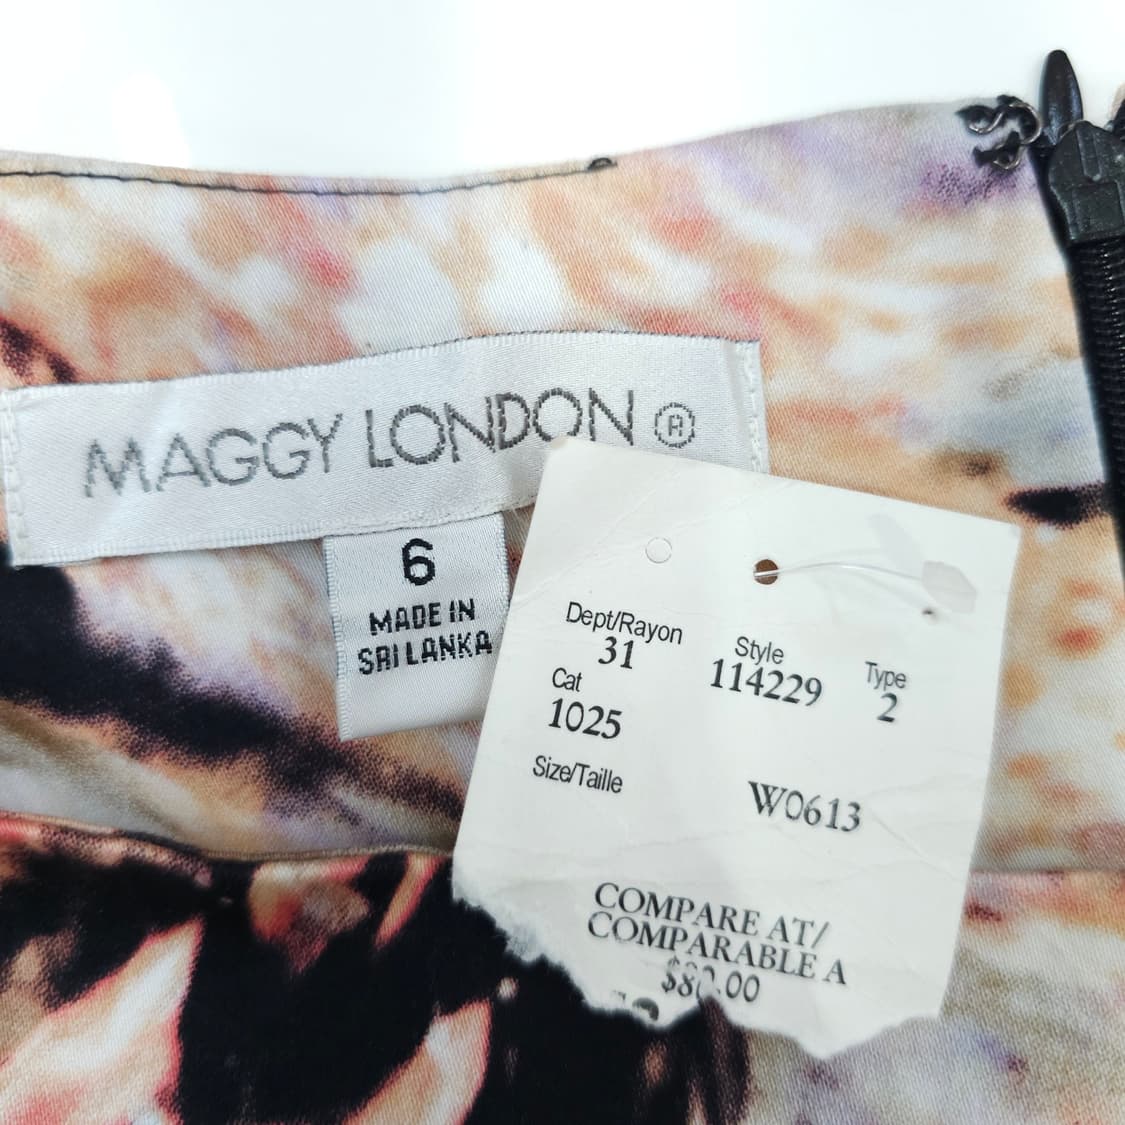 MAGGY LONDON ®
6
MADE IN
SRI LANKA
Dept/Rayon
31
Style
114229
Type
2
Cat
1025
Size/Taille
W0613
COMPARE AT/
COMPARABLE A